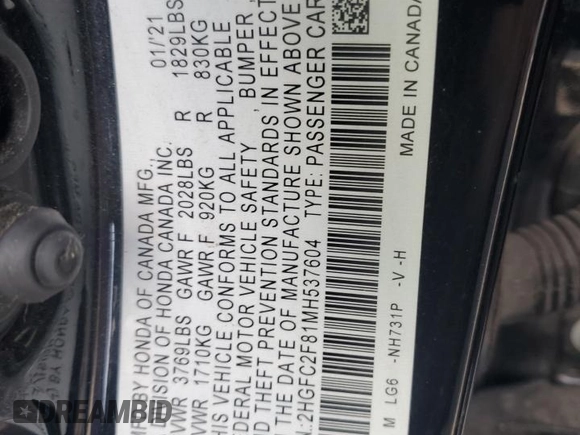 BY HONDA OF CANADA MFG. 01/'21
DIVISION OF HONDA CANADA INC.
GVWR 3769LBS GAWR F 2028LBS R 1829LBS
GVWR 1710KG GAWR F 920KG R 830KG
THIS VEHICLE CONFORMS TO ALL APPLICABLE
FEDERAL MOTOR VEHICLE SAFETY, BUMPER,
AND THEFT PREVENTION STANDARDS IN EFFECT
THE DATE OF MANUFACTURE SHOWN ABOVE
2HGFC2F81MH537604 TYPE: PASSENGER CAR
M LG6 -NH731P -V -H
MADE IN CANADA
DREAMBID